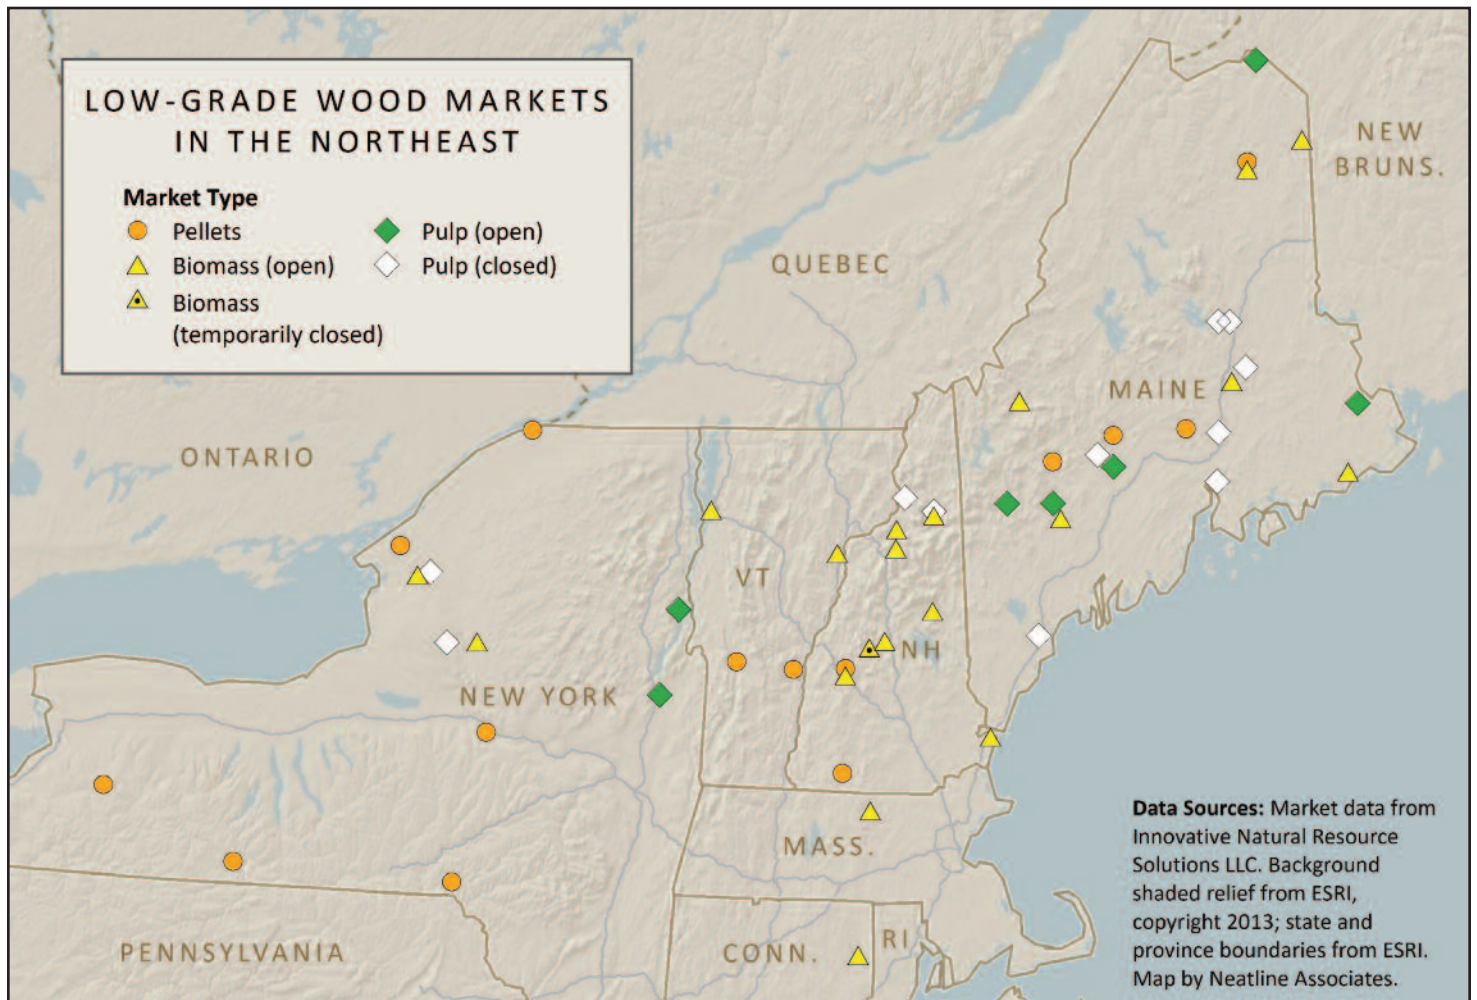 LOW-GRADE WOOD MARKETS
IN THE NORTHEAST
Market Type
Pellets
Biomass (open)
Biomass
(temporarily closed)
Pulp (open)
Pulp (closed)
NEW
BRUNS.
QUEBEC
MAINE
ONTARIO
VT
NH
NEW YORK
MASS.
CONN.
RI
PENNSYLVANIA
Data Sources: Market data from
Innovative Natural Resource
Solutions LLC. Background
shaded relief from ESRI,
copyright 2013; state and
province boundaries from ESRI.
Map by Neatline Associates.